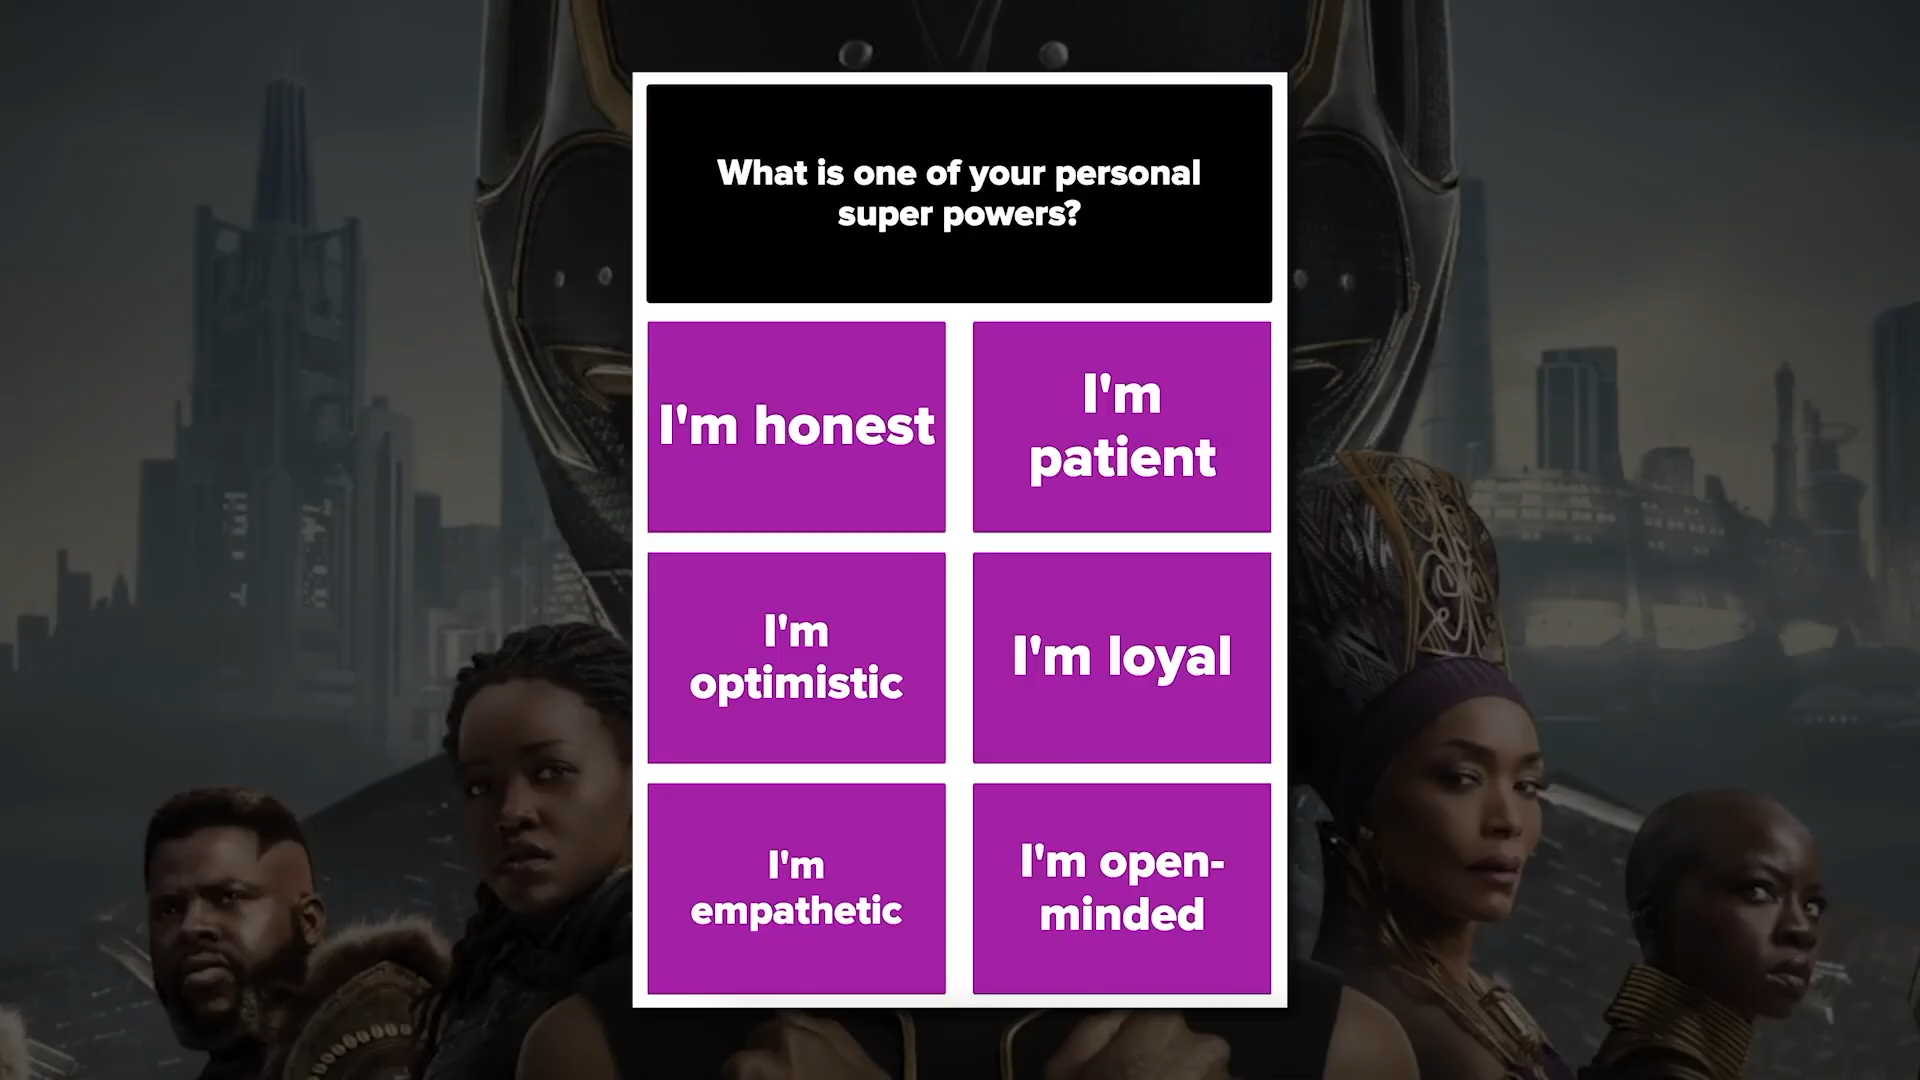 What is one of your personal
super powers?
I'm honest
I'm
patient
I'm
optimistic
I'm loyal
I'm
empathetic
I'm open-
minded